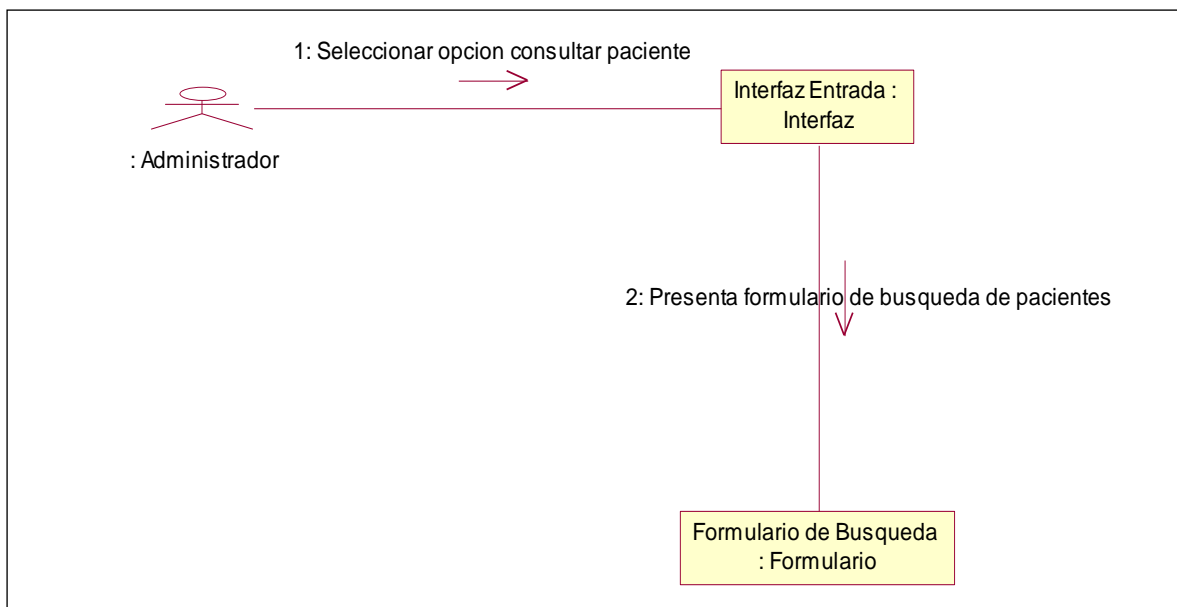 1: Seleccionar opcion consultar paciente
Interfaz Entrada :
Interfaz
: Administrador
2: Presenta formulario de busqueda de pacientes
Formulario de Busqueda
: Formulario